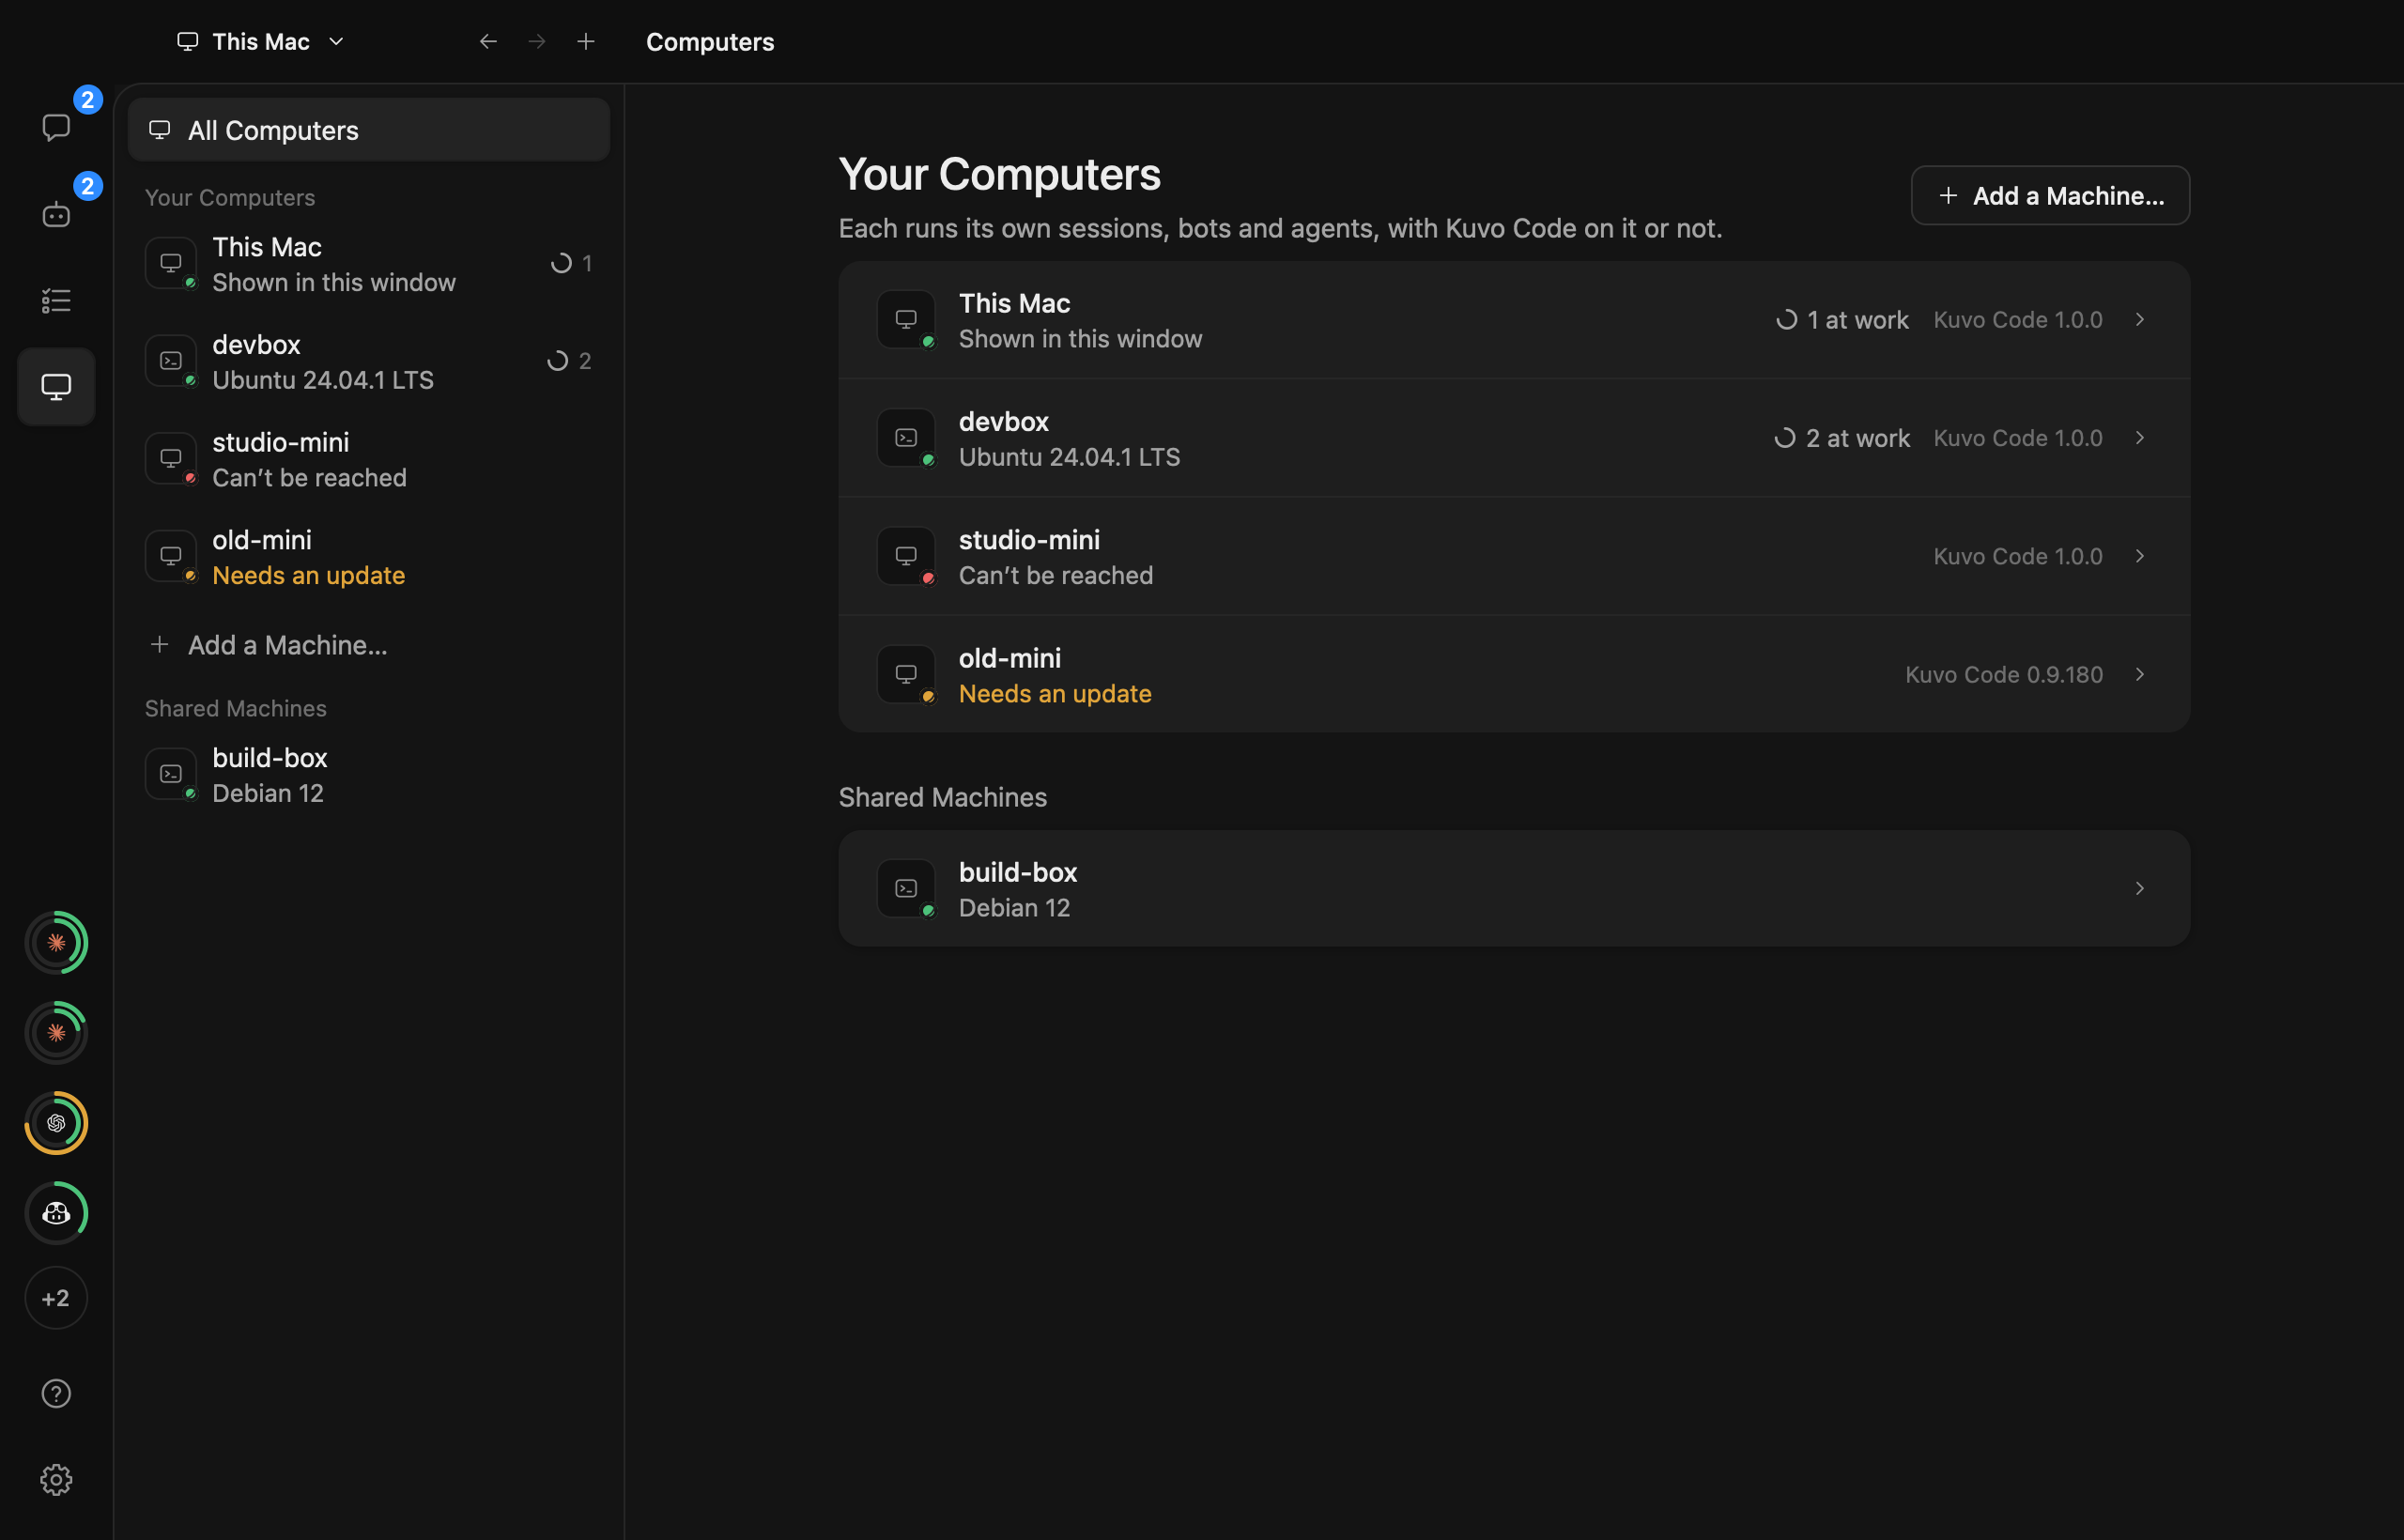 This Mac
Computers
2
2
All Computers
Your Computers
This Mac
Shown in this window
1
devbox
Ubuntu 24.04.1 LTS
2
studio-mini
Can’t be reached
old-mini
Needs an update
Add a Machine...
Shared Machines
build-box
Debian 12
+2
Your Computers
Each runs its own sessions, bots and agents, with Kuvo Code on it or not.
Add a Machine...
This Mac
Shown in this window
1 at work
Kuvo Code 1.0.0
devbox
Ubuntu 24.04.1 LTS
2 at work
Kuvo Code 1.0.0
studio-mini
Can’t be reached
Kuvo Code 1.0.0
old-mini
Needs an update
Kuvo Code 0.9.180
Shared Machines
build-box
Debian 12